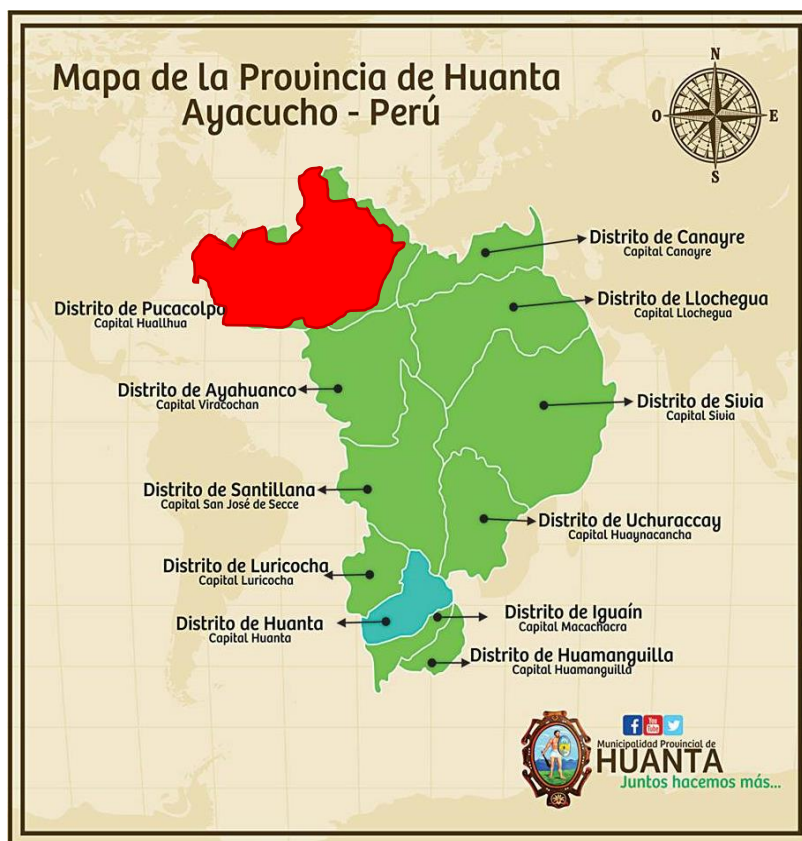 Mapa de la Provincia de Huanta
Ayacucho - Perú
N
O
E
S
Distrito de Canayre
Capital Canayre
Distrito de Llochegua
Capital Llochegua
Distrito de Pucacolpa
Capital Huallhua
Distrito de Ayahuanco
Capital Viracochan
Distrito de Sivia
Capital Sivia
Distrito de Santillana
Capital San José de Secce
Distrito de Uchuraccay
Capital Huaynacancha
Distrito de Luricocha
Capital Luricocha
Distrito de Huanta
Capital Huanta
Distrito de Iguaín
Capital Macachacra
Distrito de Huamanguilla
Capital Huamanguilla
f
You Tube
Municipalidad Provincial de
HUANTA
Juntos hacemos más...